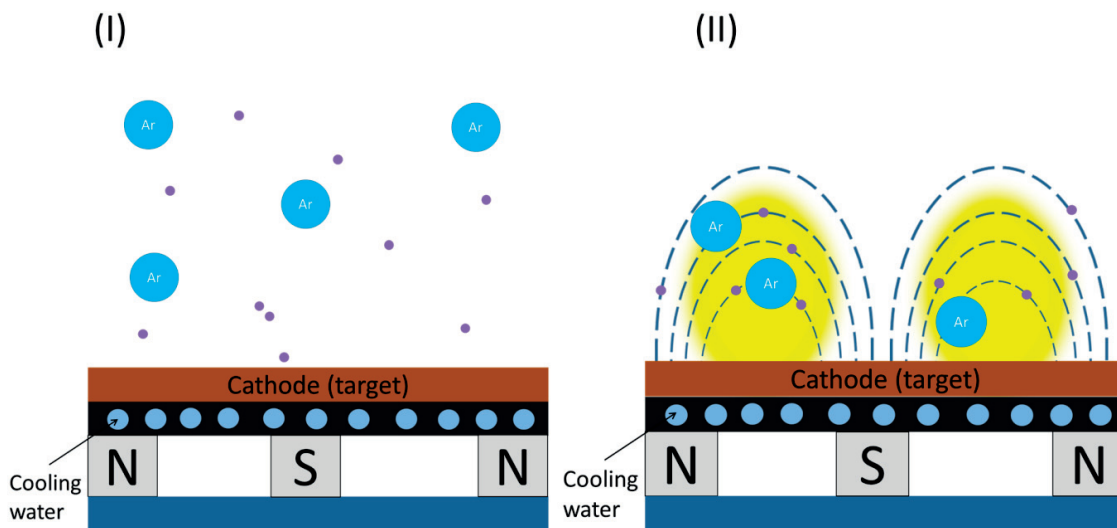 (I)
Ar
Ar
Ar
Ar
Cathode (target)
N
S
N
Cooling
water
(II)
Ar
Ar
Ar
Cathode (target)
N
S
N
Cooling
water